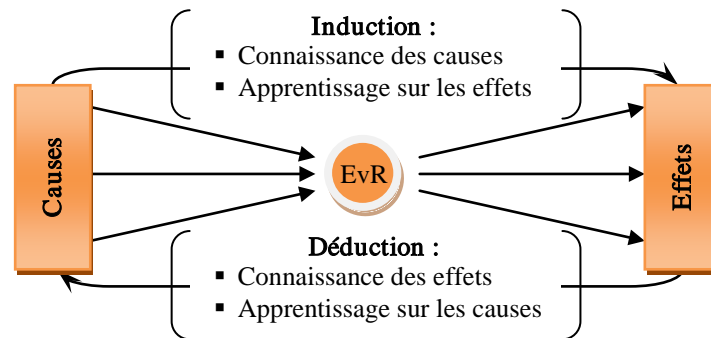 Induction :
▪ Connaissance des causes
▪ Apprentissage sur les effets
Causes
EvR
Effets
Déduction :
▪ Connaissance des effets
▪ Apprentissage sur les causes